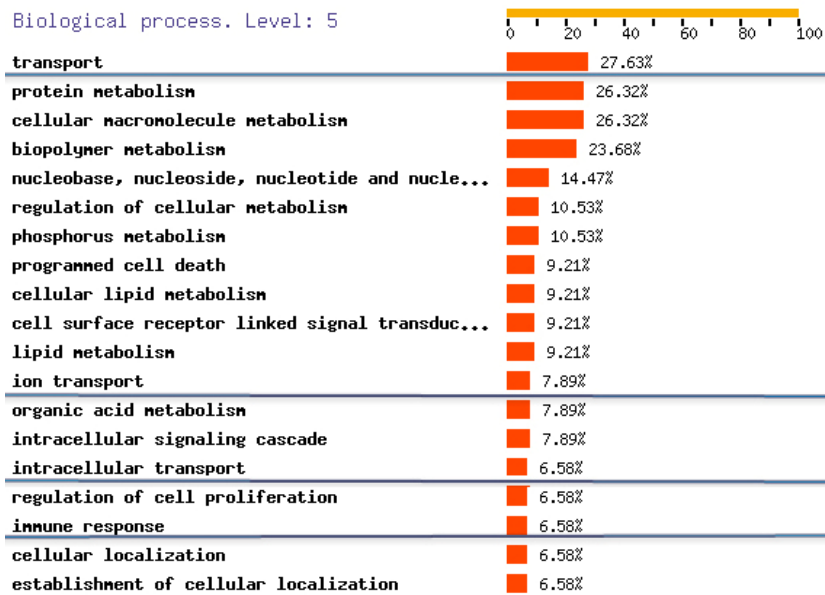 Biological process. Level: 5
0 20 40 60 80 100
transport 27.63%
protein metabolism 26.32%
cellular macromolecule metabolism 26.32%
biopolymer metabolism 23.68%
nucleobase, nucleoside, nucleotide and nucle... 14.47%
regulation of cellular metabolism 10.53%
phosphorus metabolism 10.53%
programmed cell death 9.21%
cellular lipid metabolism 9.21%
cell surface receptor linked signal transduc... 9.21%
lipid metabolism 9.21%
ion transport 7.89%
organic acid metabolism 7.89%
intracellular signaling cascade 7.89%
intracellular transport 6.58%
regulation of cell proliferation 6.58%
immune response 6.58%
cellular localization 6.58%
establishment of cellular localization 6.58%